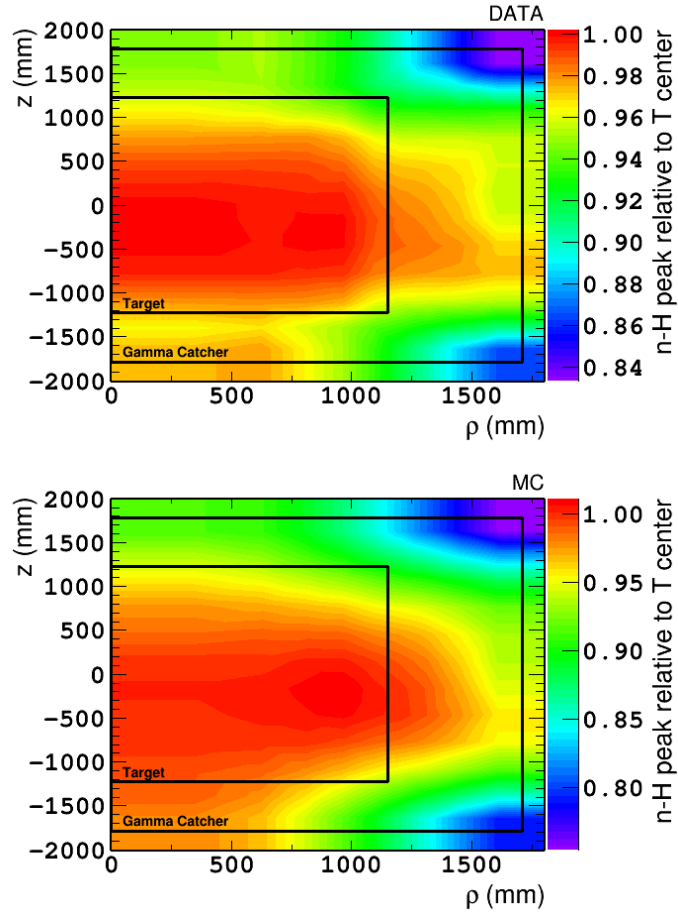 DATA
z (mm)
2000
1500
1000
500
0
−500
−1000
−1500
−2000
Target
Gamma Catcher
0 500 1000 1500
ρ (mm)
1.00
0.98
0.96
0.94
0.92
0.90
0.88
0.86
0.84
n-H peak relative to T center
MC
z (mm)
2000
1500
1000
500
0
−500
−1000
−1500
−2000
Target
Gamma Catcher
0 500 1000 1500
ρ (mm)
1.00
0.95
0.90
0.85
0.80
n-H peak relative to T center